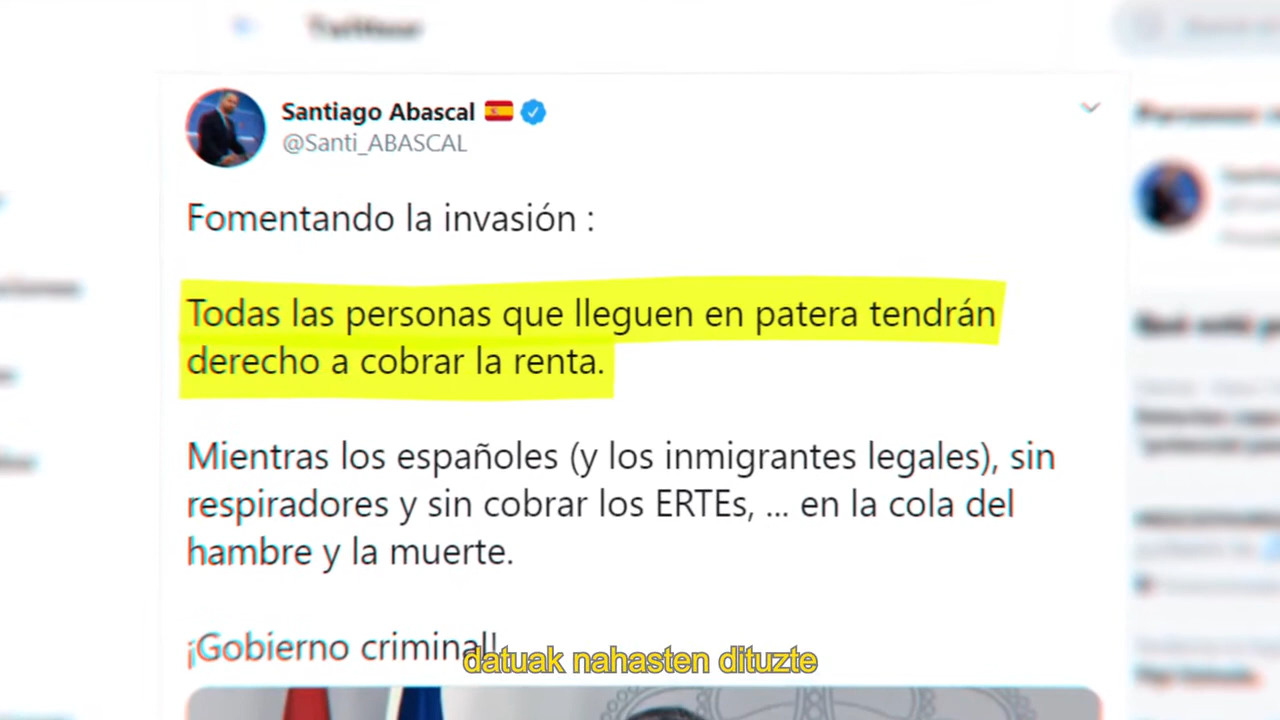 Twitter
Santiago Abascal
@Santi_ABASCAL
Fomentando la invasión :
Todas las personas que lleguen en patera tendrán
derecho a cobrar la renta.
Mientras los españoles (y los inmigrantes legales), sin
respiradores y sin cobrar los ERTEs, ... en la cola del
hambre y la muerte.
¡Gobierno criminal!
datuak nahasten dituzte